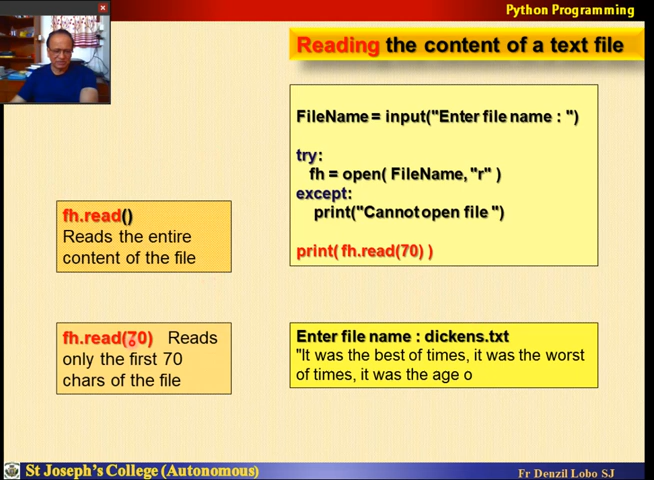 Python Programming
Reading the content of a text file
FileName = input("Enter file name : ")
try:
fh = open( FileName, "r" )
except:
print("Cannot open file ")
print( fh.read(70) )
fh.read()
Reads the entire
content of the file
fh.read(70) Reads
only the first 70
chars of the file
Enter file name : dickens.txt
"It was the best of times, it was the worst
of times, it was the age o
St Joseph's College (Autonomous)
Fr Denzil Lobo SJ